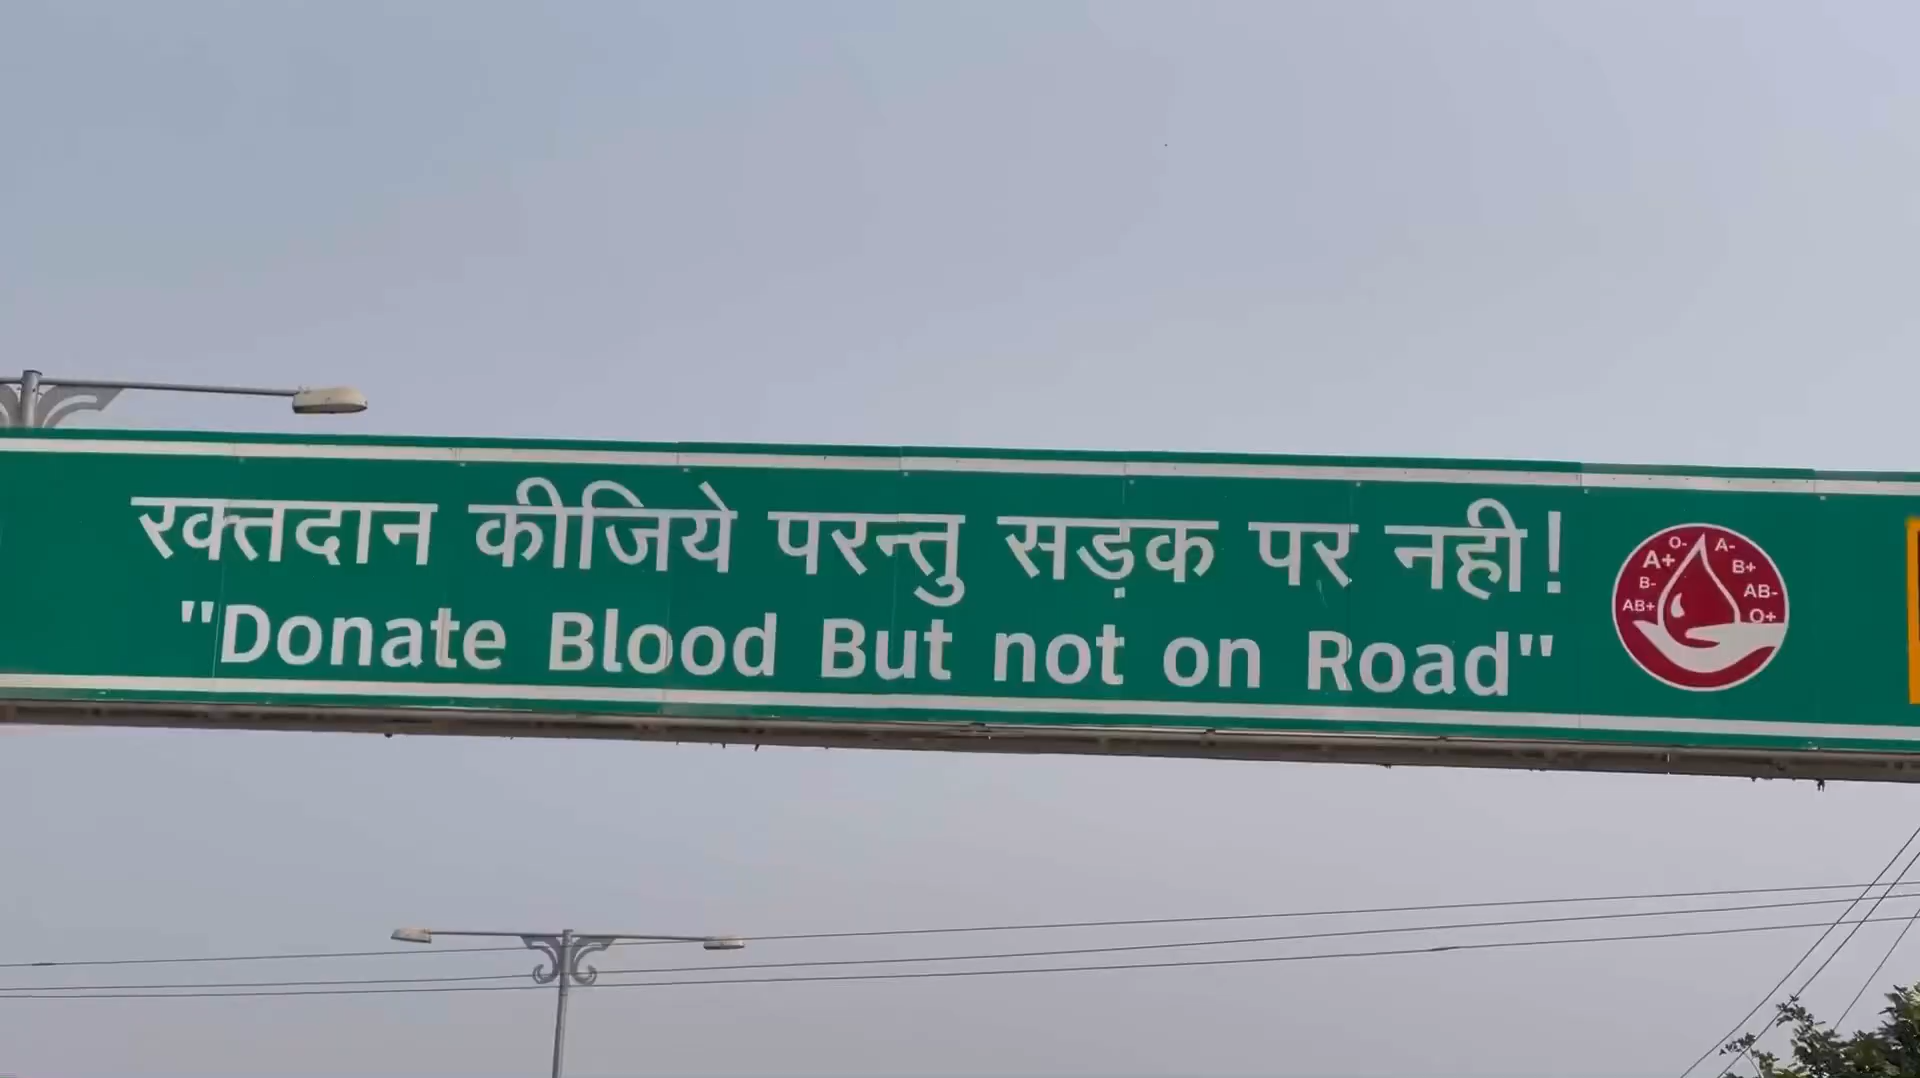 रक्तदान कीजिये परन्तु सड़क पर नही!
"Donate Blood But not on Road"
O- A-
A+ B+
B- AB-
AB+ O+